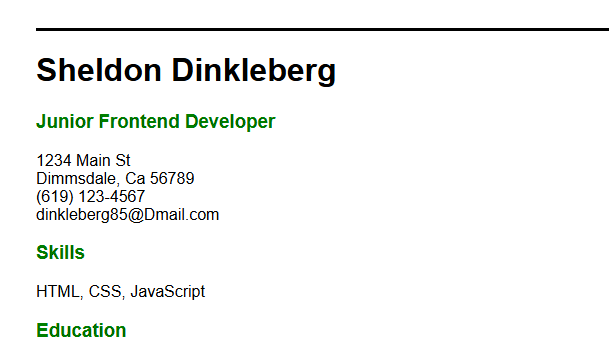 Sheldon Dinkleberg
Junior Frontend Developer
1234 Main St
Dimmsdale, Ca 56789
(619) 123-4567
dinkleberg85@Dmail.com
Skills
HTML, CSS, JavaScript
Education